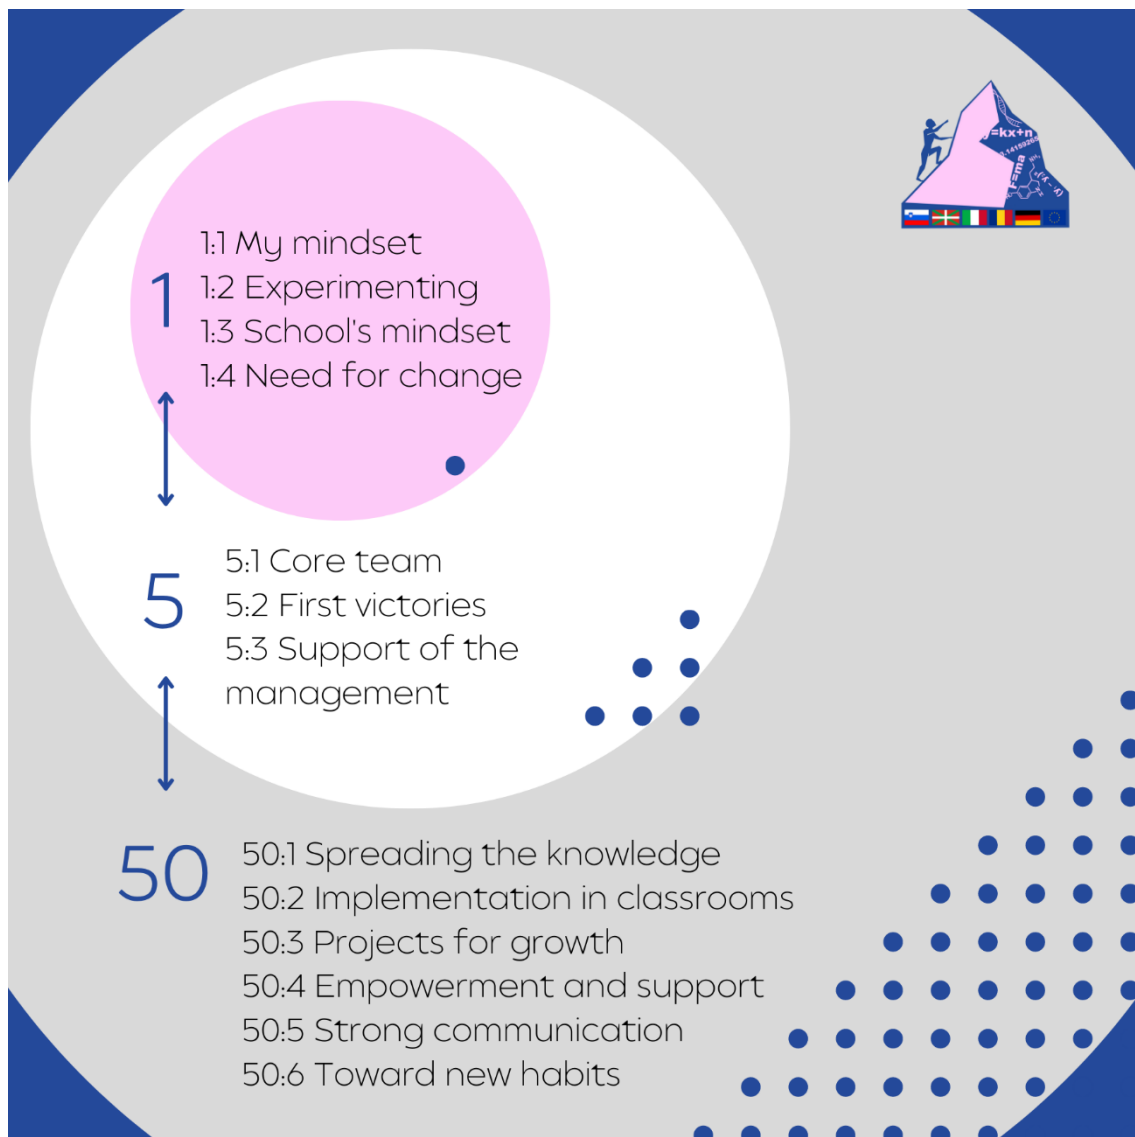 y=kx+n
F=ma
1:1 My mindset
1
1:2 Experimenting
1:3 School's mindset
1:4 Need for change
5:1 Core team
5
5:2 First victories
5:3 Support of the
management
50
50:1 Spreading the knowledge
50:2 Implementation in classrooms
50:3 Projects for growth
50:4 Empowerment and support
50:5 Strong communication
50:6 Toward new habits